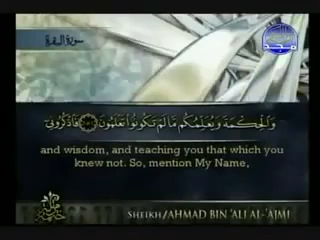 سورة البقرة
المجد
وَالْحِكْمَةَ وَيُعَلِّمُكُم مَّا لَمْ تَكُونُوا۟ تَعْلَمُونَ ۝ فَاذْكُرُونِىٓ
and wisdom, and teaching you that which you
knew not. So, mention My Name,
SHEIKH/AHMAD BIN 'ALI AL-'AJMI